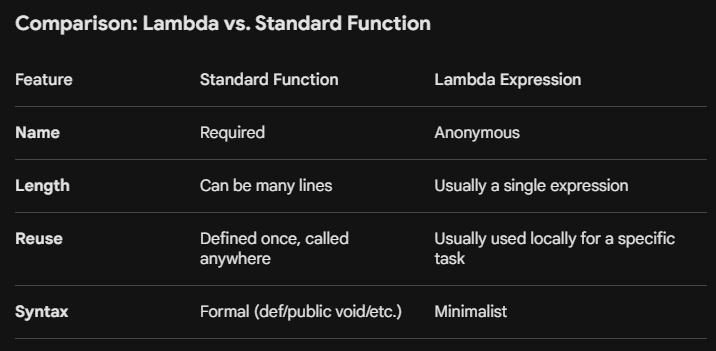 Comparison: Lambda vs. Standard Function
Feature Standard Function Lambda Expression
Name Required Anonymous
Length Can be many lines Usually a single expression
Reuse Defined once, called anywhere Usually used locally for a specific task
Syntax Formal (def/public void/etc.) Minimalist